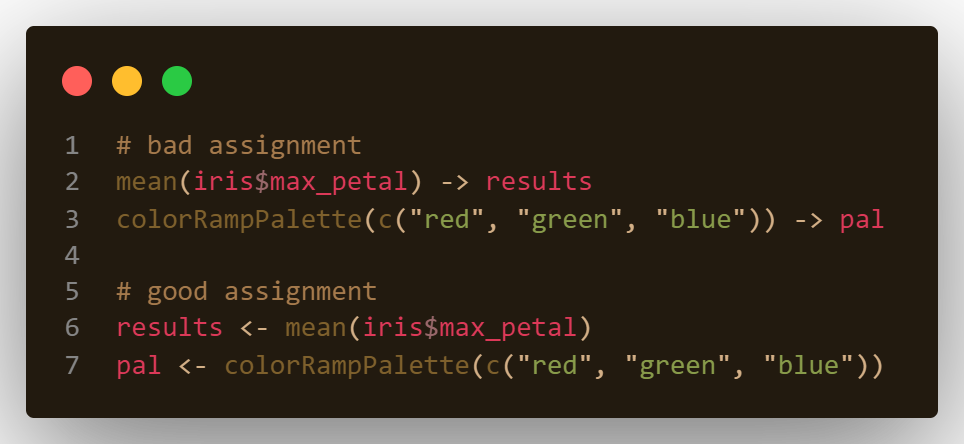 1 # bad assignment
2 mean(iris$max_petal) -> results
3 colorRampPalette(c("red", "green", "blue")) -> pal
4
5 # good assignment
6 results <- mean(iris$max_petal)
7 pal <- colorRampPalette(c("red", "green", "blue"))